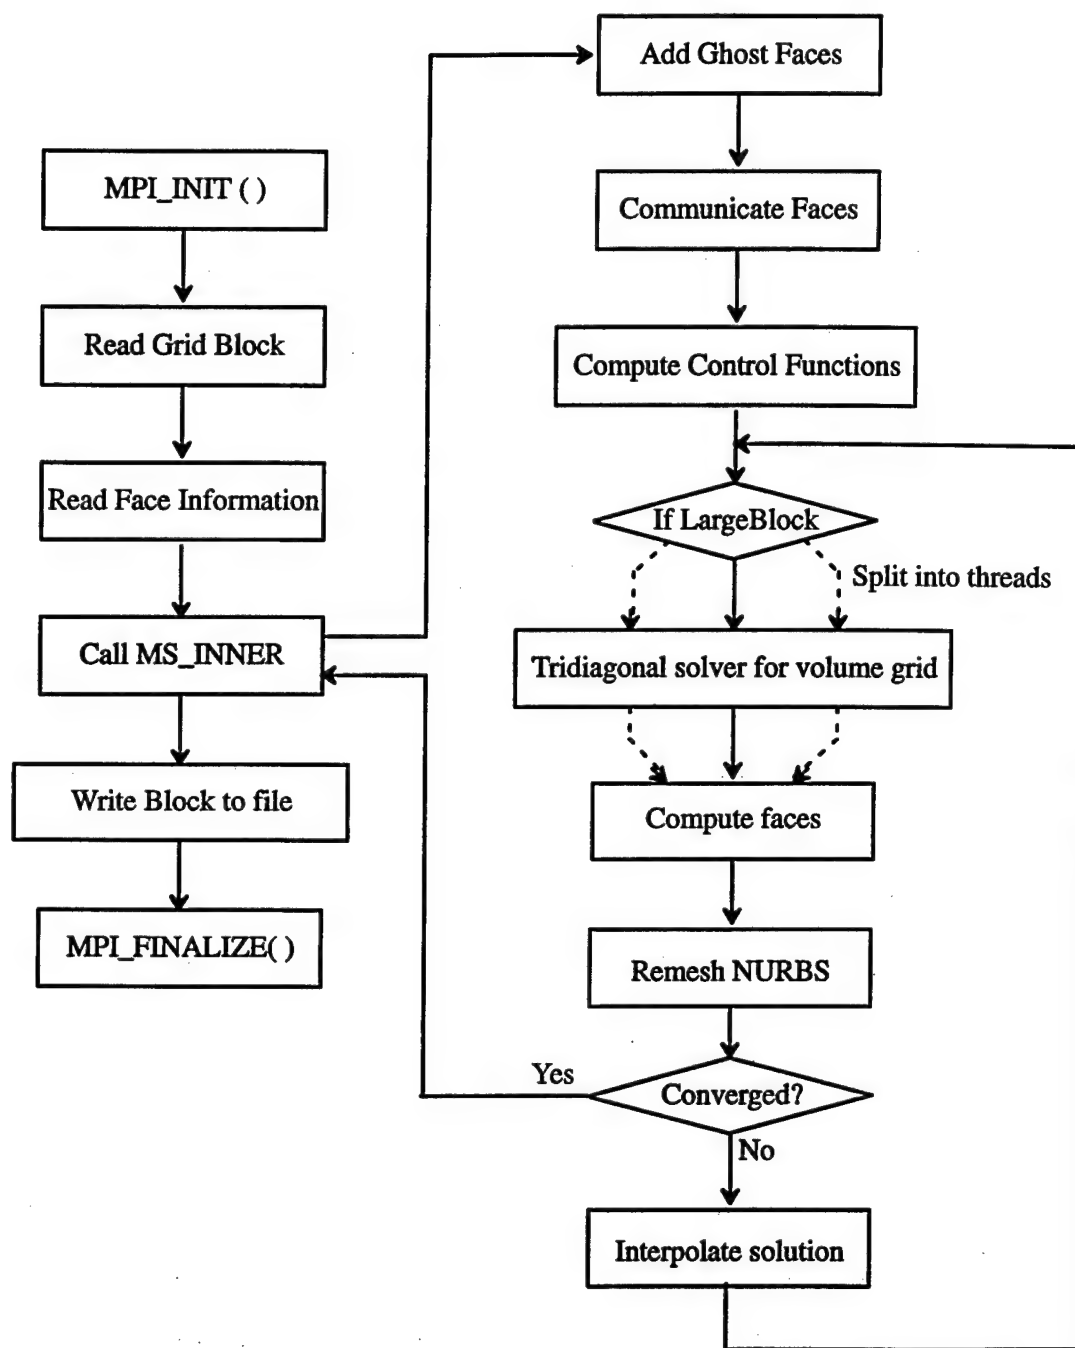 MPI_INIT ( )
Read Grid Block
Read Face Information
Call MS_INNER
Write Block to file
MPI_FINALIZE( )
Add Ghost Faces
Communicate Faces
Compute Control Functions
If LargeBlock
Split into threads
Tridiagonal solver for volume grid
Compute faces
Remesh NURBS
Converged?
Yes
No
Interpolate solution